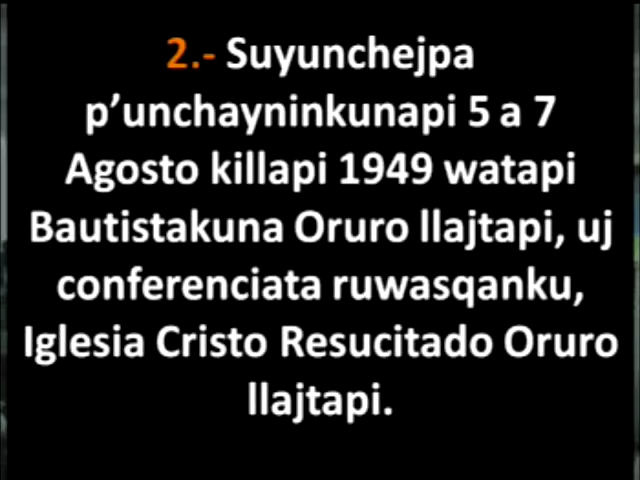 2.- Suyunchejpa
p'unchayninkunapi 5 a 7
Agosto killapi 1949 watapi
Bautistakuna Oruro llajtapi, uj
conferenciata ruwasqanku,
Iglesia Cristo Resucitado Oruro
llajtapi.